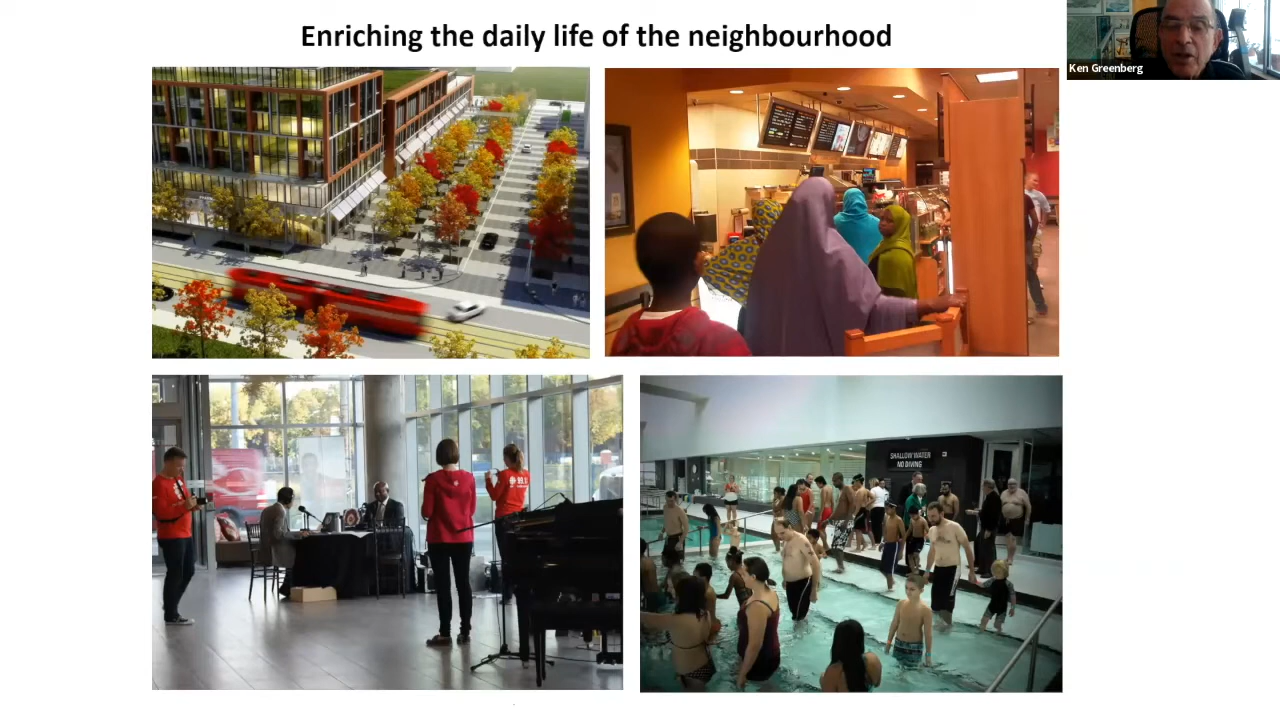 Enriching the daily life of the neighbourhood
Ken Greenberg
SHALLOW WATER
NO DIVING